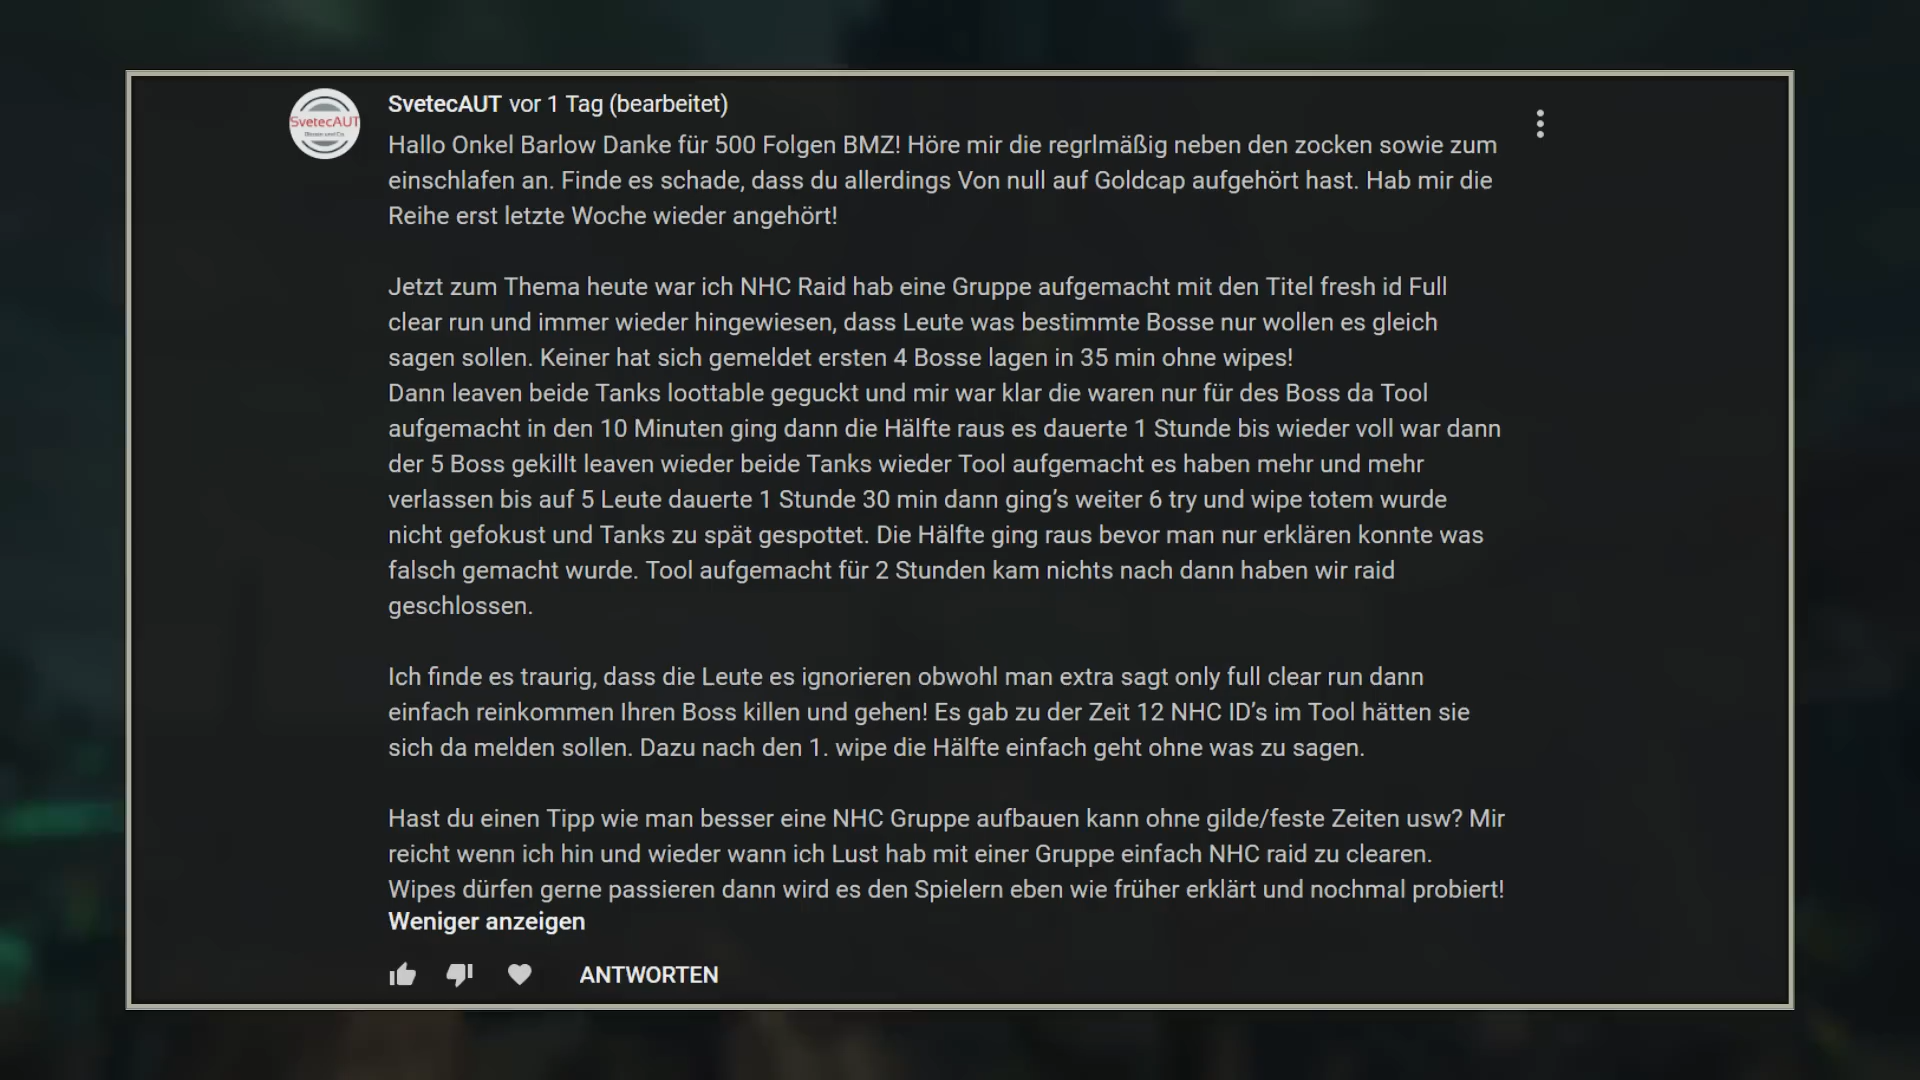 SvetecAUT
SvetecAUT vor 1 Tag (bearbeitet)
Hallo Onkel Barlow Danke für 500 Folgen BMZ! Höre mir die regrlmäßig neben den zocken sowie zum
einschlafen an. Finde es schade, dass du allerdings Von null auf Goldcap aufgehört hast. Hab mir die
Reihe erst letzte Woche wieder angehört!
Jetzt zum Thema heute war ich NHC Raid hab eine Gruppe aufgemacht mit den Titel fresh id Full
clear run und immer wieder hingewiesen, dass Leute was bestimmte Bosse nur wollen es gleich
sagen sollen. Keiner hat sich gemeldet ersten 4 Bosse lagen in 35 min ohne wipes!
Dann leaven beide Tanks loottable geguckt und mir war klar die waren nur für des Boss da Tool
aufgemacht in den 10 Minuten ging dann die Hälfte raus es dauerte 1 Stunde bis wieder voll war dann
der 5 Boss gekillt leaven wieder beide Tanks wieder Tool aufgemacht es haben mehr und mehr
verlassen bis auf 5 Leute dauerte 1 Stunde 30 min dann ging’s weiter 6 try und wipe totem wurde
nicht gefokust und Tanks zu spät gespottet. Die Hälfte ging raus bevor man nur erklären konnte was
falsch gemacht wurde. Tool aufgemacht für 2 Stunden kam nichts nach dann haben wir raid
geschlossen.
Ich finde es traurig, dass die Leute es ignorieren obwohl man extra sagt only full clear run dann
einfach reinkommen Ihren Boss killen und gehen! Es gab zu der Zeit 12 NHC ID’s im Tool hätten sie
sich da melden sollen. Dazu nach den 1. wipe die Hälfte einfach geht ohne was zu sagen.
Hast du einen Tipp wie man besser eine NHC Gruppe aufbauen kann ohne gilde/feste Zeiten usw? Mir
reicht wenn ich hin und wieder wann ich Lust hab mit einer Gruppe einfach NHC raid zu clearen.
Wipes dürfen gerne passieren dann wird es den Spielern eben wie früher erklärt und nochmal probiert!
Weniger anzeigen
ANTWORTEN